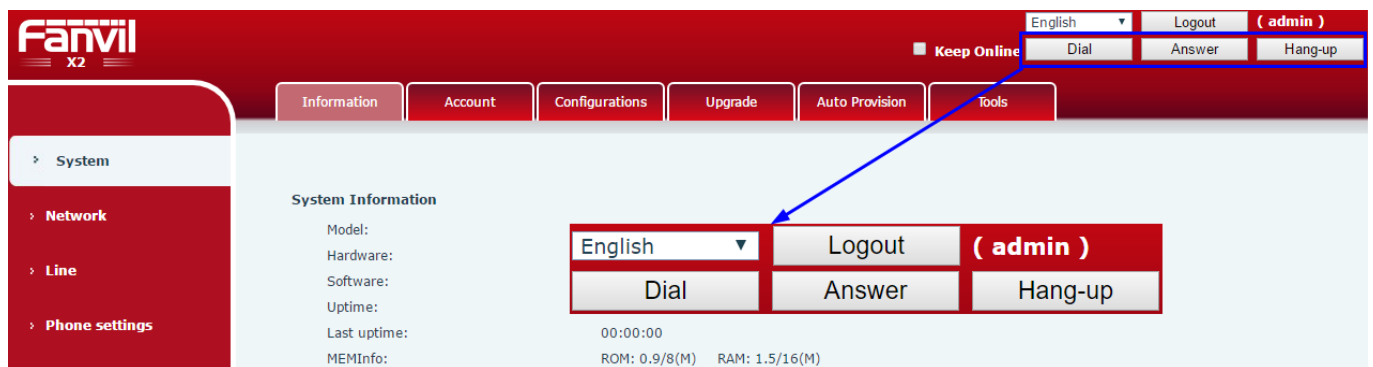 Fanvil
X2
English Logout ( admin )
Keep Online Dial Answer Hang-up
Information Account Configurations Upgrade Auto Provision Tools
System
Network
Line
Phone settings
System Information
Model:
Hardware:
Software:
Uptime:
Last uptime: 00:00:00
MEMInfo: ROM: 0.9/8(M) RAM: 1.5/16(M)
English Logout ( admin )
Dial Answer Hang-up